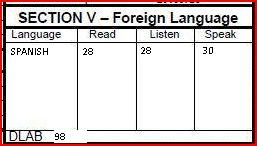 SECTION V – Foreign Language
Language Read Listen Speak
SPANISH 28 28 30
DLAB 98